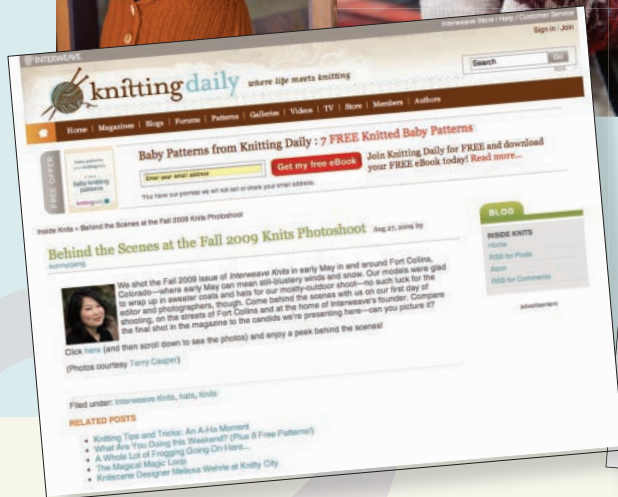 INTERWEAVE
Interweave Store | Help / Customer Service
Sign in | Join
knittingdaily where life meets knitting
Search GO
RSS
Home | Magazines | Blogs | Forums | Patterns | Galleries | Videos | TV | Store | Members | Authors
FREE OFFER
baby knitting
patterns
knittingdaily
Baby Patterns from Knitting Daily : 7 FREE Knitted Baby Patterns
Enter your email address
Get my free eBook
Join Knitting Daily for FREE and download
your FREE eBook today! Read more...
You have our promise we will not sell or share your email address.
Inside Knits » Behind the Scenes at the Fall 2009 Knits Photoshoot
Behind the Scenes at the Fall 2009 Knits Photoshoot Aug 27, 2009 by
eunnyjang
We shot the Fall 2009 issue of Interweave Knits in early May in and around Fort Collins,
Colorado—where early May can mean still-blustery winds and snow. Our models were glad
to wrap up in sweater coats and hats for our mostly-outdoor shoot—no such luck for the
editor and photographers, though. Come behind the scenes with us on our first day of
shooting, on the streets of Fort Collins and at the home of Interweave's founder. Compare
the final shot in the magazine to the candids we're presenting here—can you picture it?
Click here (and then scroll down to see the photos) and enjoy a peek behind the scenes!
(Photos courtesy Terry Casper)
Filed under: Interweave Knits, hats, Knits
RELATED POSTS
• Knitting Tips and Tricks: An A-Ha Moment
• What Are You Doing this Weekend? (Plus 8 Free Patterns!)
• A Whole Lot of Frogging Going On Here...
• The Magical Magic Loop
• Knitscene Designer Melissa Wehrle at Knitty City
BLOG
INSIDE KNITS
Home
RSS for Posts
Atom
RSS for Comments
advertisement